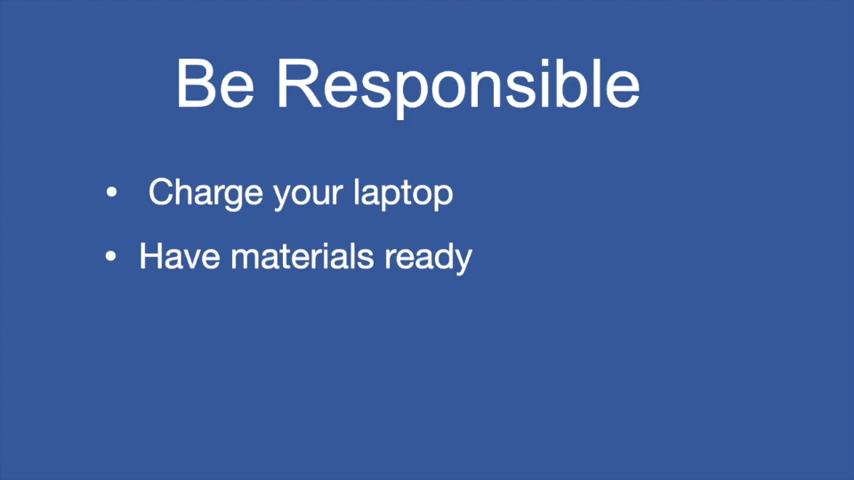 Be Responsible
• Charge your laptop
• Have materials ready